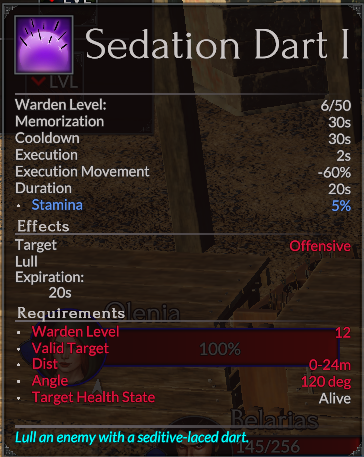 LVL
Sedation Dart I
LVL
Warden Level: 6/50
Memorization 30s
Cooldown 30s
Execution 2s
Execution Movement -60%
Duration 20s
• Stamina 5%
Effects
Target Offensive
Lull
Expiration:
20s
Requirements
Olenia
• Warden Level 12
• Valid Target
100%
• Dist 0-24m
• Angle 120 deg
• Target Health State Alive
Belarias
Lull an enemy with a seditive-laced dart.
145/256